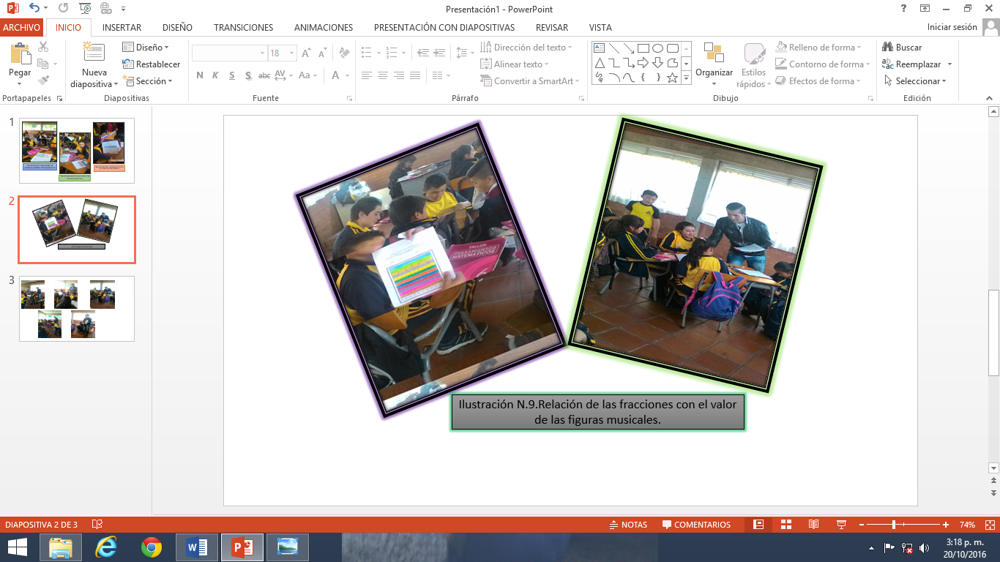 Presentación1 - PowerPoint
?
ARCHIVO INICIO INSERTAR DISEÑO TRANSICIONES ANIMACIONES PRESENTACIÓN CON DIAPOSITIVAS REVISAR VISTA Iniciar sesión
Pegar
Portapapeles
Nueva diapositiva
Diseño
Restablecer
Sección
Diapositivas
18
N K S S abc AV Aa A
Fuente
Dirección del texto
Alinear texto
Convertir a SmartArt
Párrafo
Organizar
Estilos rápidos
Relleno de forma
Contorno de forma
Efectos de forma
Dibujo
Buscar
Reemplazar
Seleccionar
Edición
1
2
3
TALLER
PENSAMIENTOS
MATEMÁTICOS
Ilustración N.9.Relación de las fracciones con el valor
de las figuras musicales.
DIAPOSITIVA 2 DE 3 NOTAS COMENTARIOS 74%
3:18 p. m.
20/10/2016